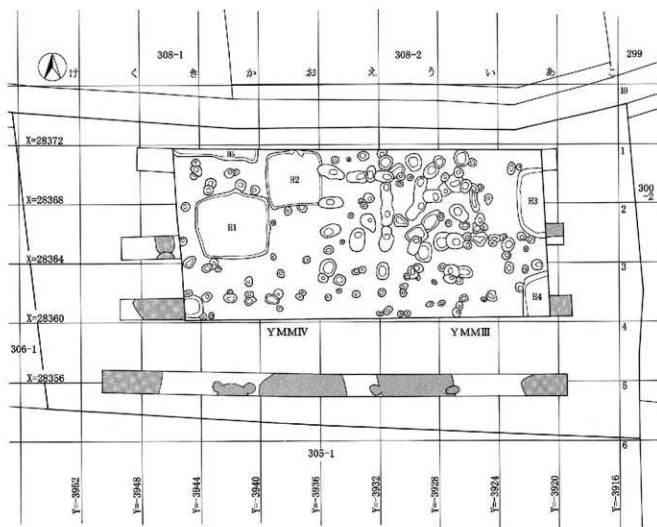 308-1
308-2
299
け く き か お え う い あ こ
10
X=28372
1
H5
H2
300-2
X=28368
2
H1
H3
X=28364
3
H4
X=28360
306-1
YMMIV
YMMIII
4
X=28356
5
305-1
6
Y=-3952
Y=-3948
Y=-3944
Y=-3940
Y=-3936
Y=-3932
Y=-3928
Y=-3924
Y=-3920
Y=-3916